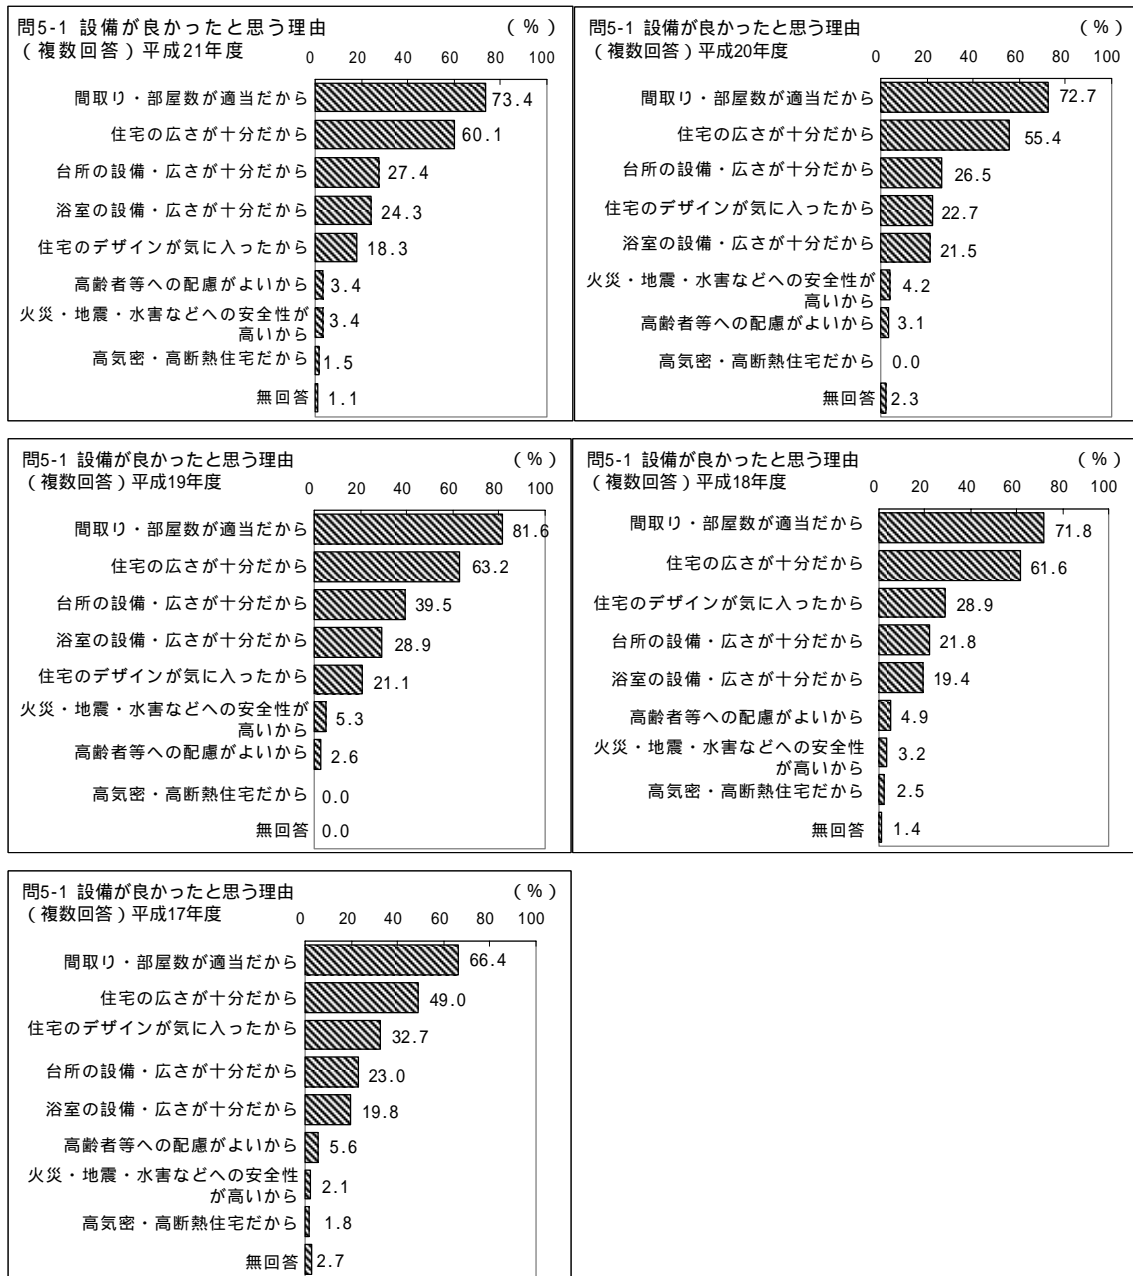 問5-1 設備が良かったと思う理由 (%)
(複数回答)平成21年度
0 20 40 60 80 100
間取り・部屋数が適当だから 73.4
住宅の広さが十分だから 60.1
台所の設備・広さが十分だから 27.4
浴室の設備・広さが十分だから 24.3
住宅のデザインが気に入ったから 18.3
高齢者等への配慮がよいから 3.4
火災・地震・水害などへの安全性が
高いから 3.4
高気密・高断熱住宅だから 1.5
無回答 1.1
問5-1 設備が良かったと思う理由 (%)
(複数回答)平成20年度
0 20 40 60 80 100
間取り・部屋数が適当だから 72.7
住宅の広さが十分だから 55.4
台所の設備・広さが十分だから 26.5
住宅のデザインが気に入ったから 22.7
浴室の設備・広さが十分だから 21.5
火災・地震・水害などへの安全性が
高いから 4.2
高齢者等への配慮がよいから 3.1
高気密・高断熱住宅だから 0.0
無回答 2.3
問5-1 設備が良かったと思う理由 (%)
(複数回答)平成19年度
0 20 40 60 80 100
間取り・部屋数が適当だから 81.6
住宅の広さが十分だから 63.2
台所の設備・広さが十分だから 39.5
浴室の設備・広さが十分だから 28.9
住宅のデザインが気に入ったから 21.1
火災・地震・水害などへの安全性が
高いから 5.3
高齢者等への配慮がよいから 2.6
高気密・高断熱住宅だから 0.0
無回答 0.0
問5-1 設備が良かったと思う理由 (%)
(複数回答)平成18年度
0 20 40 60 80 100
間取り・部屋数が適当だから 71.8
住宅の広さが十分だから 61.6
住宅のデザインが気に入ったから 28.9
台所の設備・広さが十分だから 21.8
浴室の設備・広さが十分だから 19.4
高齢者等への配慮がよいから 4.9
火災・地震・水害などへの安全性
が高いから 3.2
高気密・高断熱住宅だから 2.5
無回答 1.4
問5-1 設備が良かったと思う理由 (%)
(複数回答)平成17年度
0 20 40 60 80 100
間取り・部屋数が適当だから 66.4
住宅の広さが十分だから 49.0
住宅のデザインが気に入ったから 32.7
台所の設備・広さが十分だから 23.0
浴室の設備・広さが十分だから 19.8
高齢者等への配慮がよいから 5.6
火災・地震・水害などへの安全性
が高いから 2.1
高気密・高断熱住宅だから 1.8
無回答 2.7